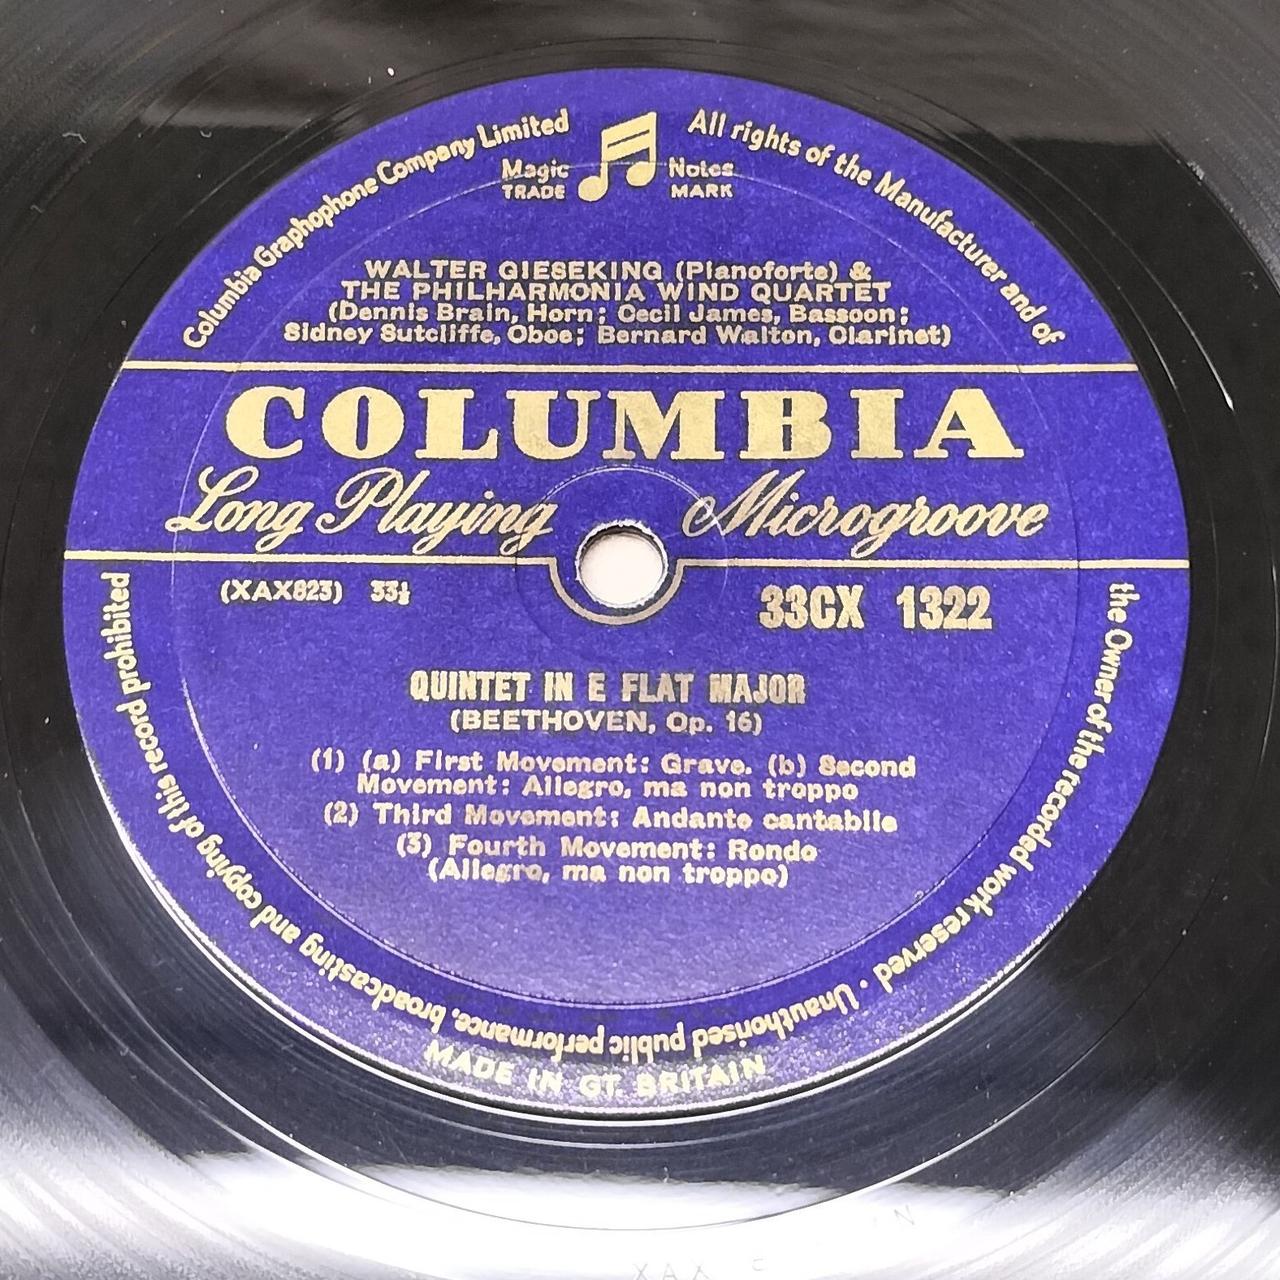 Columbia Graphophone Company Limited
All rights of the Manufacturer and of the Owner of the recorded work reserved · Unauthorised public performance, broadcasting and copying of this record prohibited
Magic Notes
TRADE MARK
WALTER GIESEKING (Pianoforte) &
THE PHILHARMONIA WIND QUARTET
(Dennis Brain, Horn; Cecil James, Bassoon;
Sidney Sutcliffe, Oboe; Bernard Walton, Clarinet)
COLUMBIA
Long Playing Microgroove
(XAX823) 33⅓
33CX 1322
QUINTET IN E FLAT MAJOR
(BEETHOVEN, Op. 16)
(1) (a) First Movement: Grave. (b) Second
Movement: Allegro, ma non troppo
(2) Third Movement: Andante cantabile
(3) Fourth Movement: Rondo
(Allegro, ma non troppo)
MADE IN GT BRITAIN
XAX